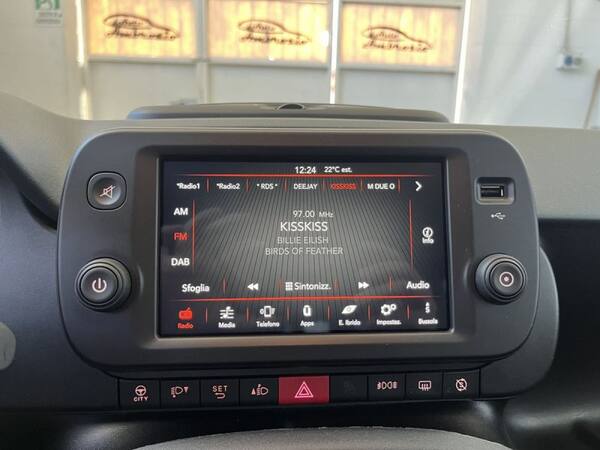 12:24 22°C est.
*Radio1 *Radio2 * RDS * DEEJAY KISSKISS M DUE O
AM
97.00 MHz
FM
KISSKISS
BILLIE EILISH
Info
BIRDS OF FEATHER
DAB
Sfoglia Sintonizz. Audio
Radio Media Telefono Apps E. Ibrido Impostaz. Bussola
CITY SET